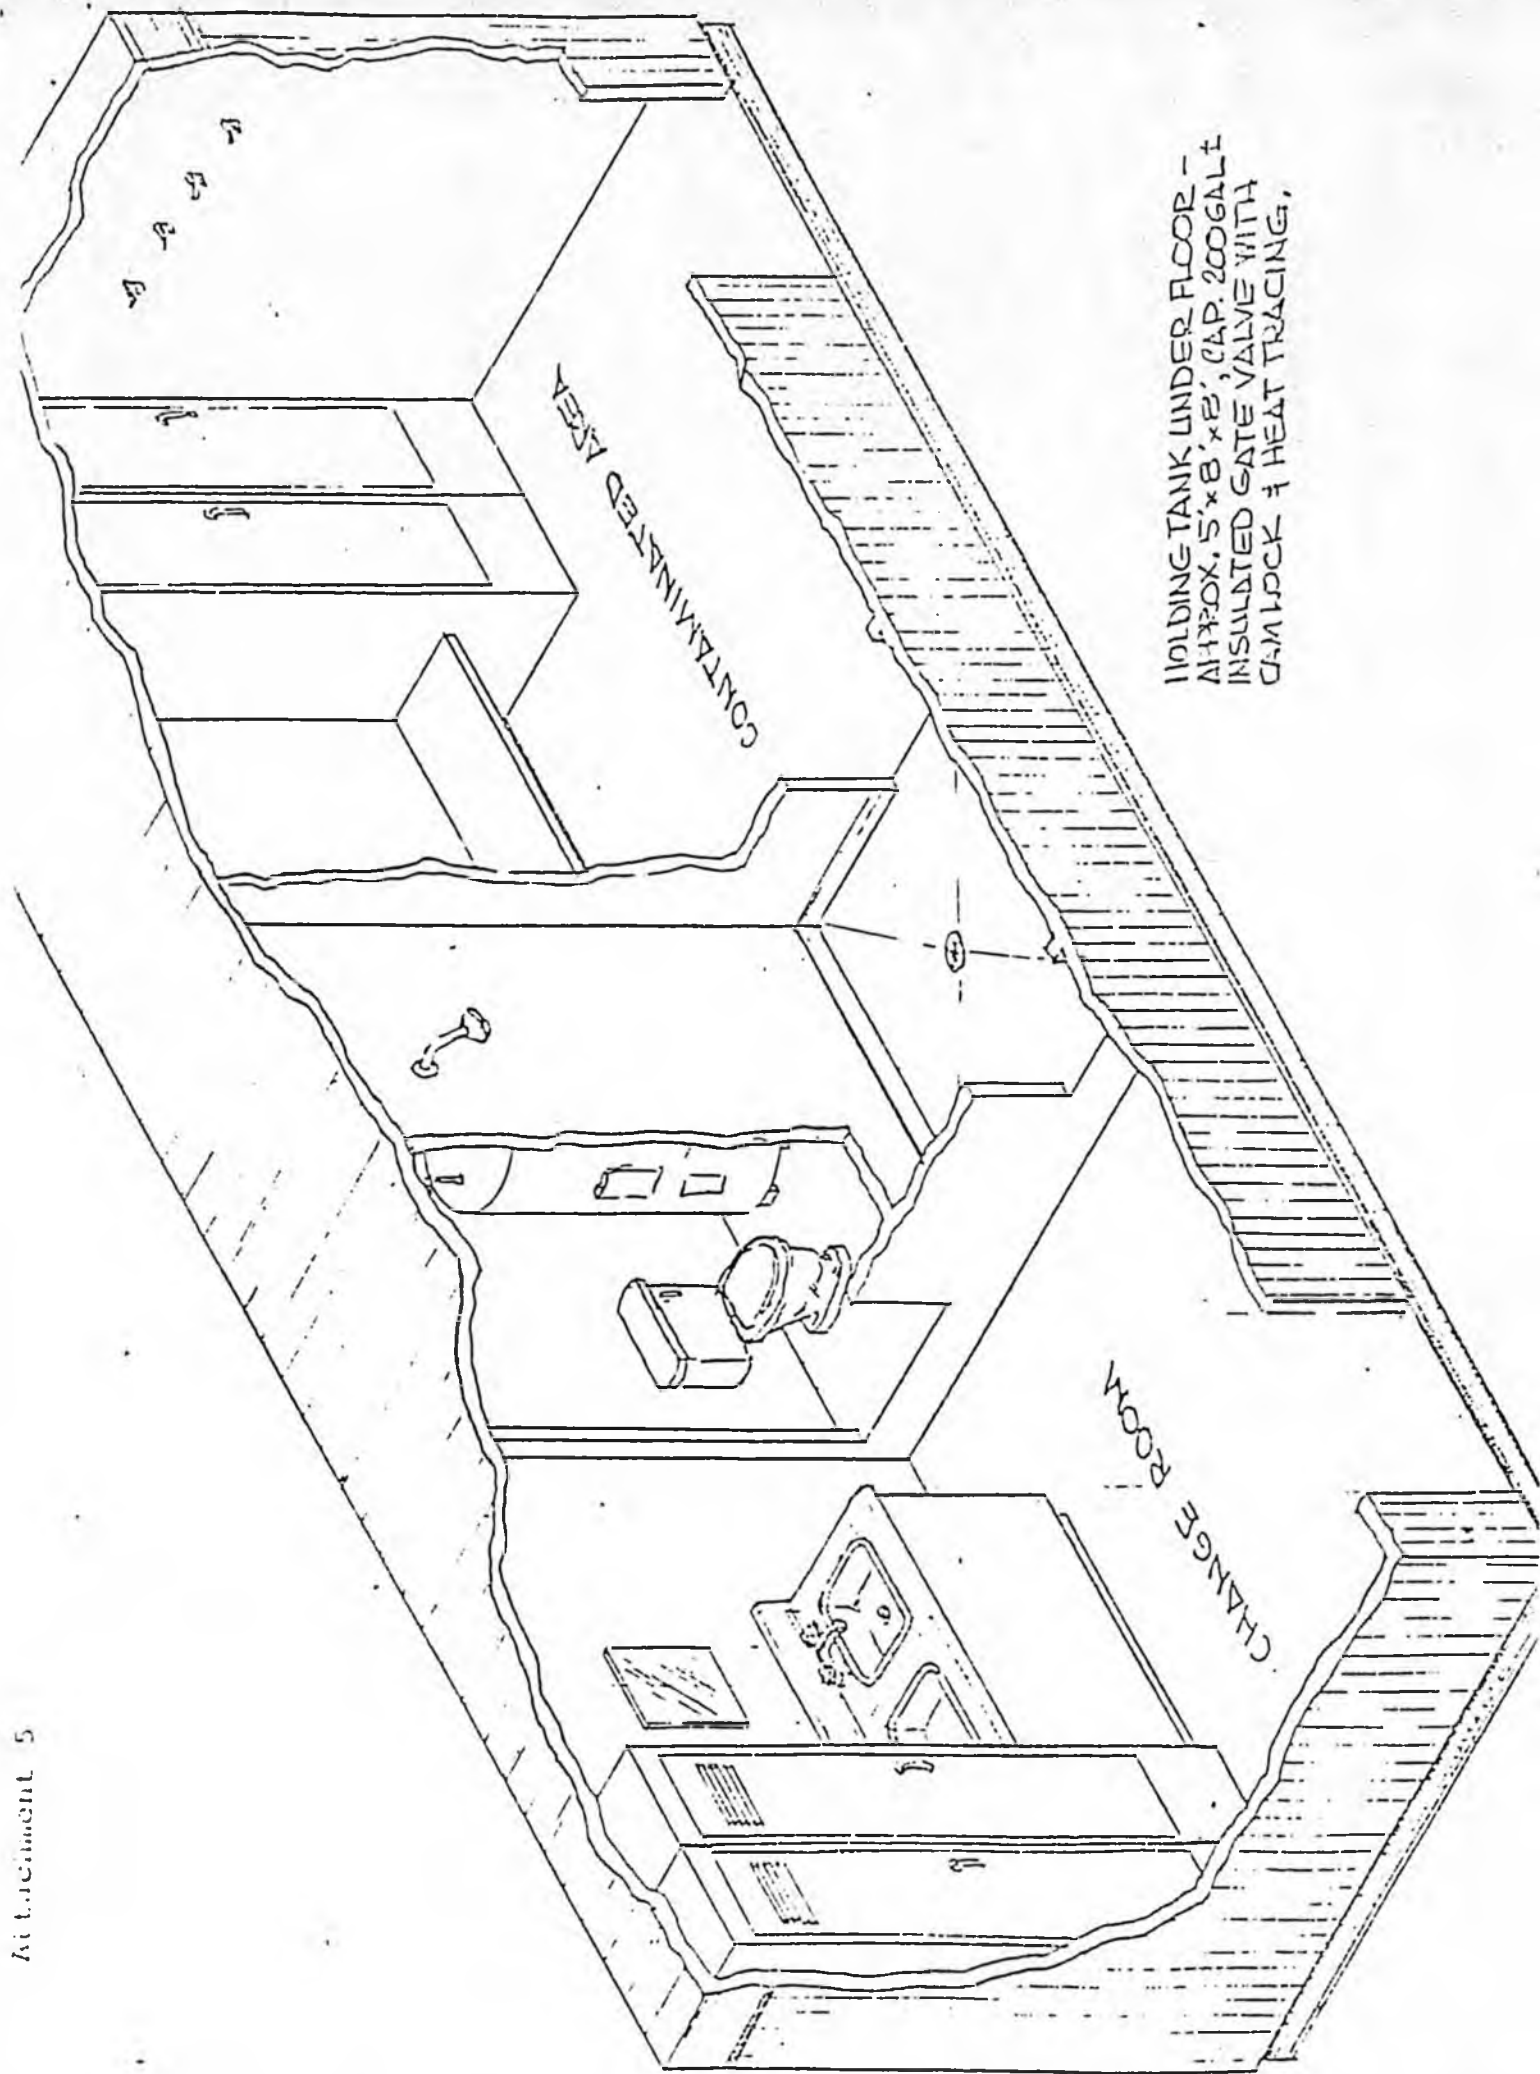 Attachment 5
CONTAMINATED AREA
CHANGE ROOM
HOLDING TANK UNDER FLOOR -
APPROX. 5'x8'x8', CAP. 200GAL±
INSULATED GATE VALVE WITH
CAMLOCK & HEAT TRACING.